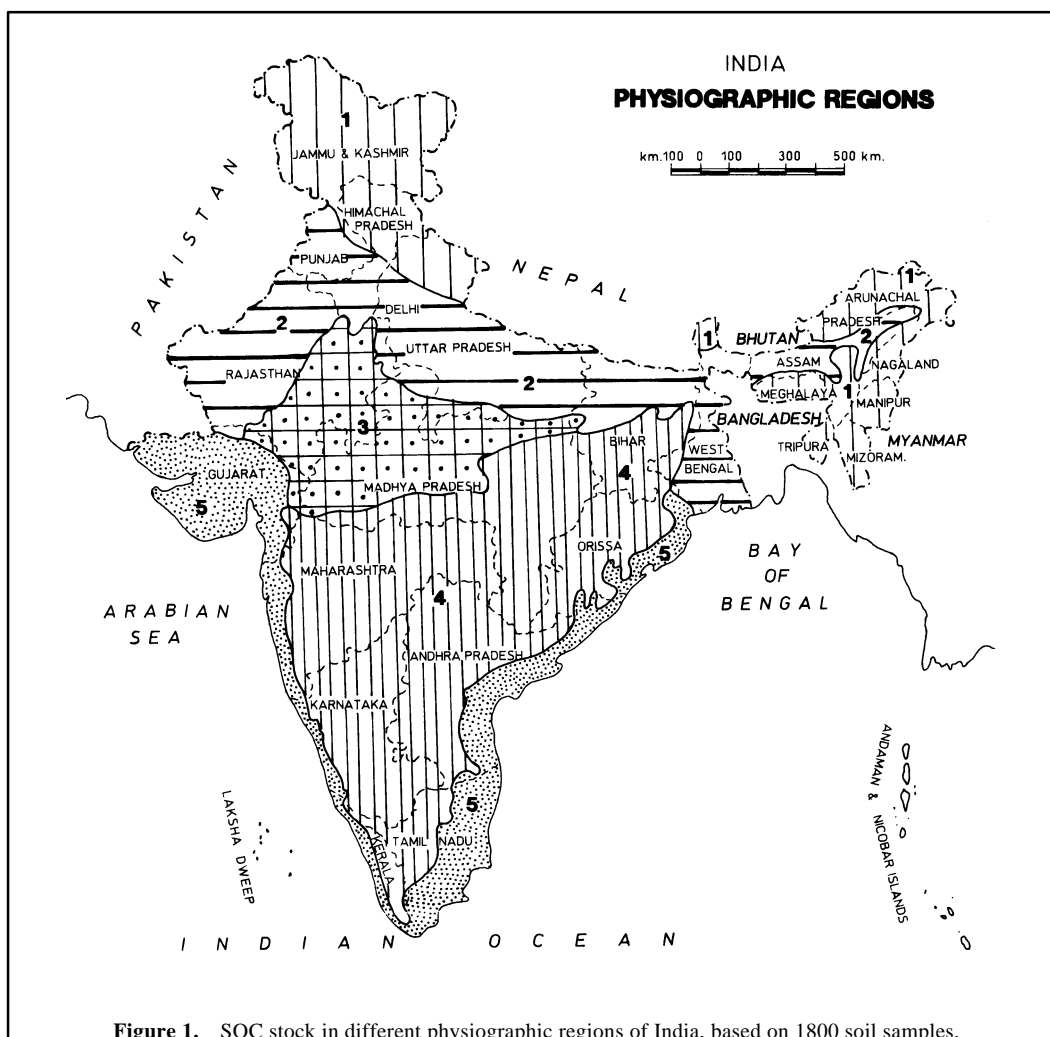 INDIA
PHYSIOGRAPHIC REGIONS
km. 100 0 100 300 500 km.
1
JAMMU & KASHMIR
PAKISTAN
HIMACHAL
PRADESH
PUNJAB
NEPAL
DELHI
2
UTTAR PRADESH
RAJASTHAN
2
1
BHUTAN
1
ARUNACHAL
PRADESH
2
ASSAM
NAGALAND
MEGHALAYA
1
MANIPUR
BANGLADESH
TRIPURA
MIZORAM.
MYANMAR
3
BIHAR
4
WEST
BENGAL
GUJARAT
5
MADHYA PRADESH
ORISSA
5
MAHARASHTRA
4
ARABIAN
SEA
BAY
OF
BENGAL
ANDHRA PRADESH
KARNATAKA
5
TAMIL NADU
KERALA
LAKSHA DWEEP
ANDAMAN & NICOBAR ISLANDS
INDIAN OCEAN
Figure 1. SOC stock in different physiographic regions of India, based on 1800 soil samples.